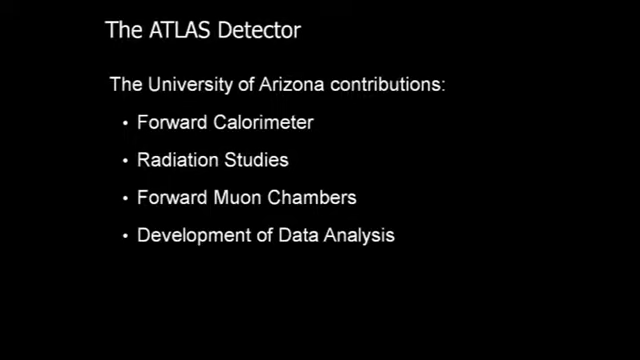 The ATLAS Detector
The University of Arizona contributions:
• Forward Calorimeter
• Radiation Studies
• Forward Muon Chambers
• Development of Data Analysis